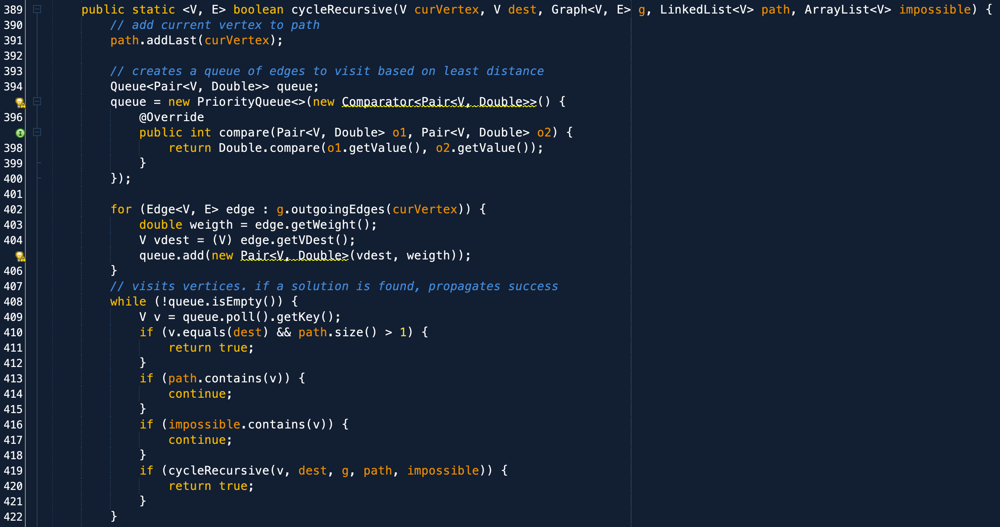 389 public static <V, E> boolean cycleRecursive(V curVertex, V dest, Graph<V, E> g, LinkedList<V> path, ArrayList<V> impossible) {
390 // add current vertex to path
391 path.addLast(curVertex);
392
393 // creates a queue of edges to visit based on least distance
394 Queue<Pair<V, Double>> queue;
queue = new PriorityQueue<>(new Comparator<Pair<V, Double>>() {
396 @Override
public int compare(Pair<V, Double> o1, Pair<V, Double> o2) {
398 return Double.compare(o1.getValue(), o2.getValue());
399 }
400 });
401
402 for (Edge<V, E> edge : g.outgoingEdges(curVertex)) {
403 double weigth = edge.getWeight();
404 V vdest = (V) edge.getVDest();
queue.add(new Pair<V, Double>(vdest, weigth));
406 }
407 // visits vertices. if a solution is found, propagates success
408 while (!queue.isEmpty()) {
409 V v = queue.poll().getKey();
410 if (v.equals(dest) && path.size() > 1) {
411 return true;
412 }
413 if (path.contains(v)) {
414 continue;
415 }
416 if (impossible.contains(v)) {
417 continue;
418 }
419 if (cycleRecursive(v, dest, g, path, impossible)) {
420 return true;
421 }
422 }